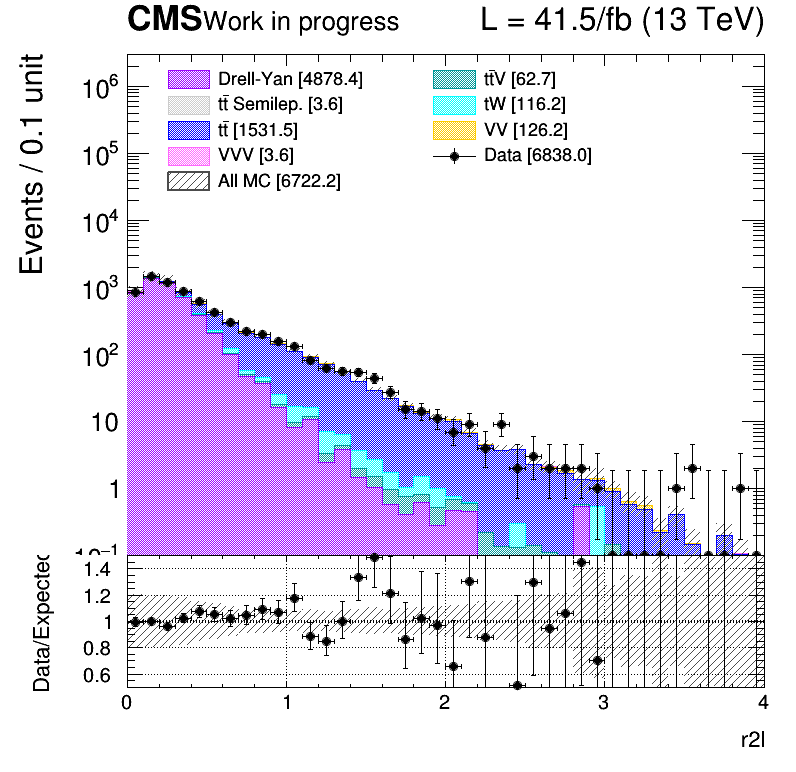 CMS Work in progress L = 41.5/fb (13 TeV)
Events / 0.1 unit
Drell-Yan [4878.4] tt̄V [62.7]
tt̄ Semilep. [3.6] tW [116.2]
tt̄ [1531.5] VV [126.2]
VVV [3.6] Data [6838.0]
All MC [6722.2]
10⁶
10⁵
10⁴
10³
10²
10
1
10⁻¹
Data/Expected
1.4
1.2
1
0.8
0.6
0 1 2 3 4
r2l